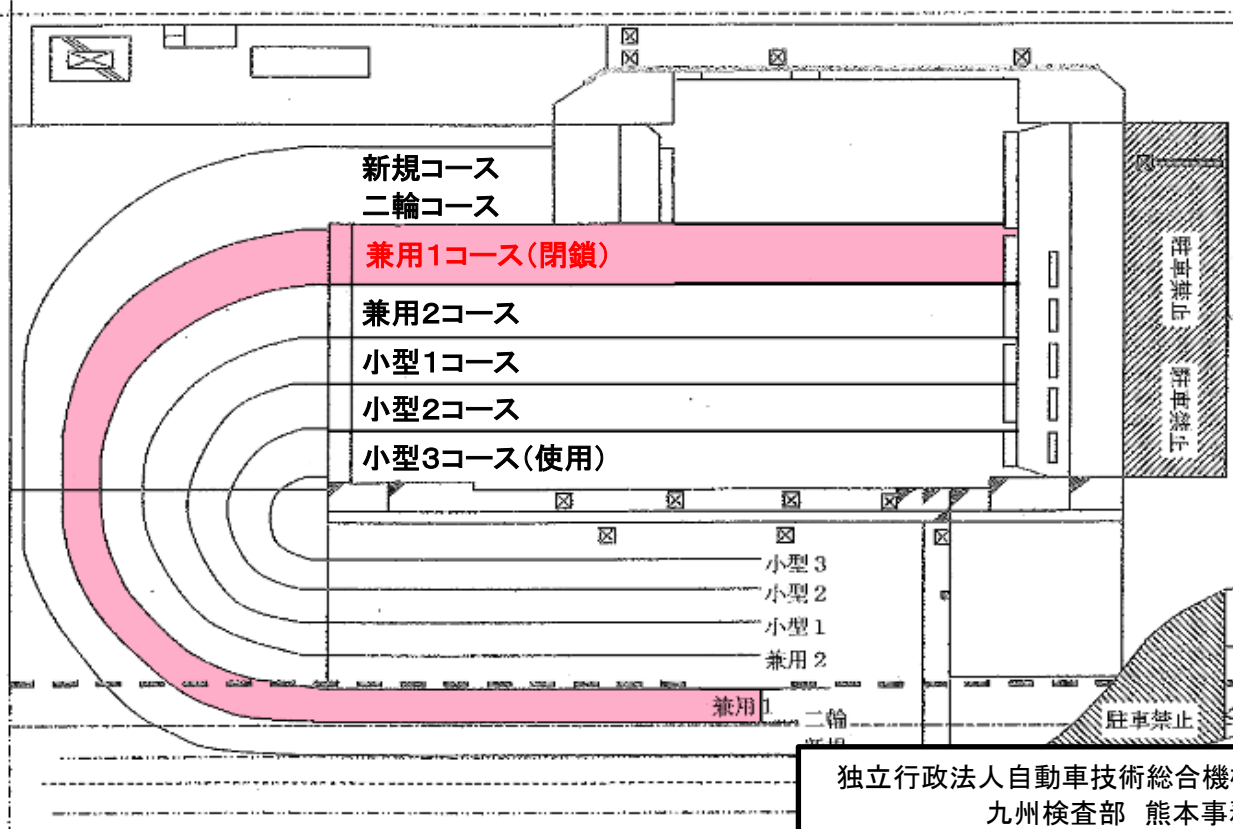 新規コース
二輪コース
兼用1コース(閉鎖)
兼用2コース
小型1コース
小型2コース
小型3コース(使用)
駐車禁止
駐車禁止
小型3
小型2
小型1
兼用2
兼用1
二輪
駐車禁止
独立行政法人自動車技術総合機
九州検査部 熊本事